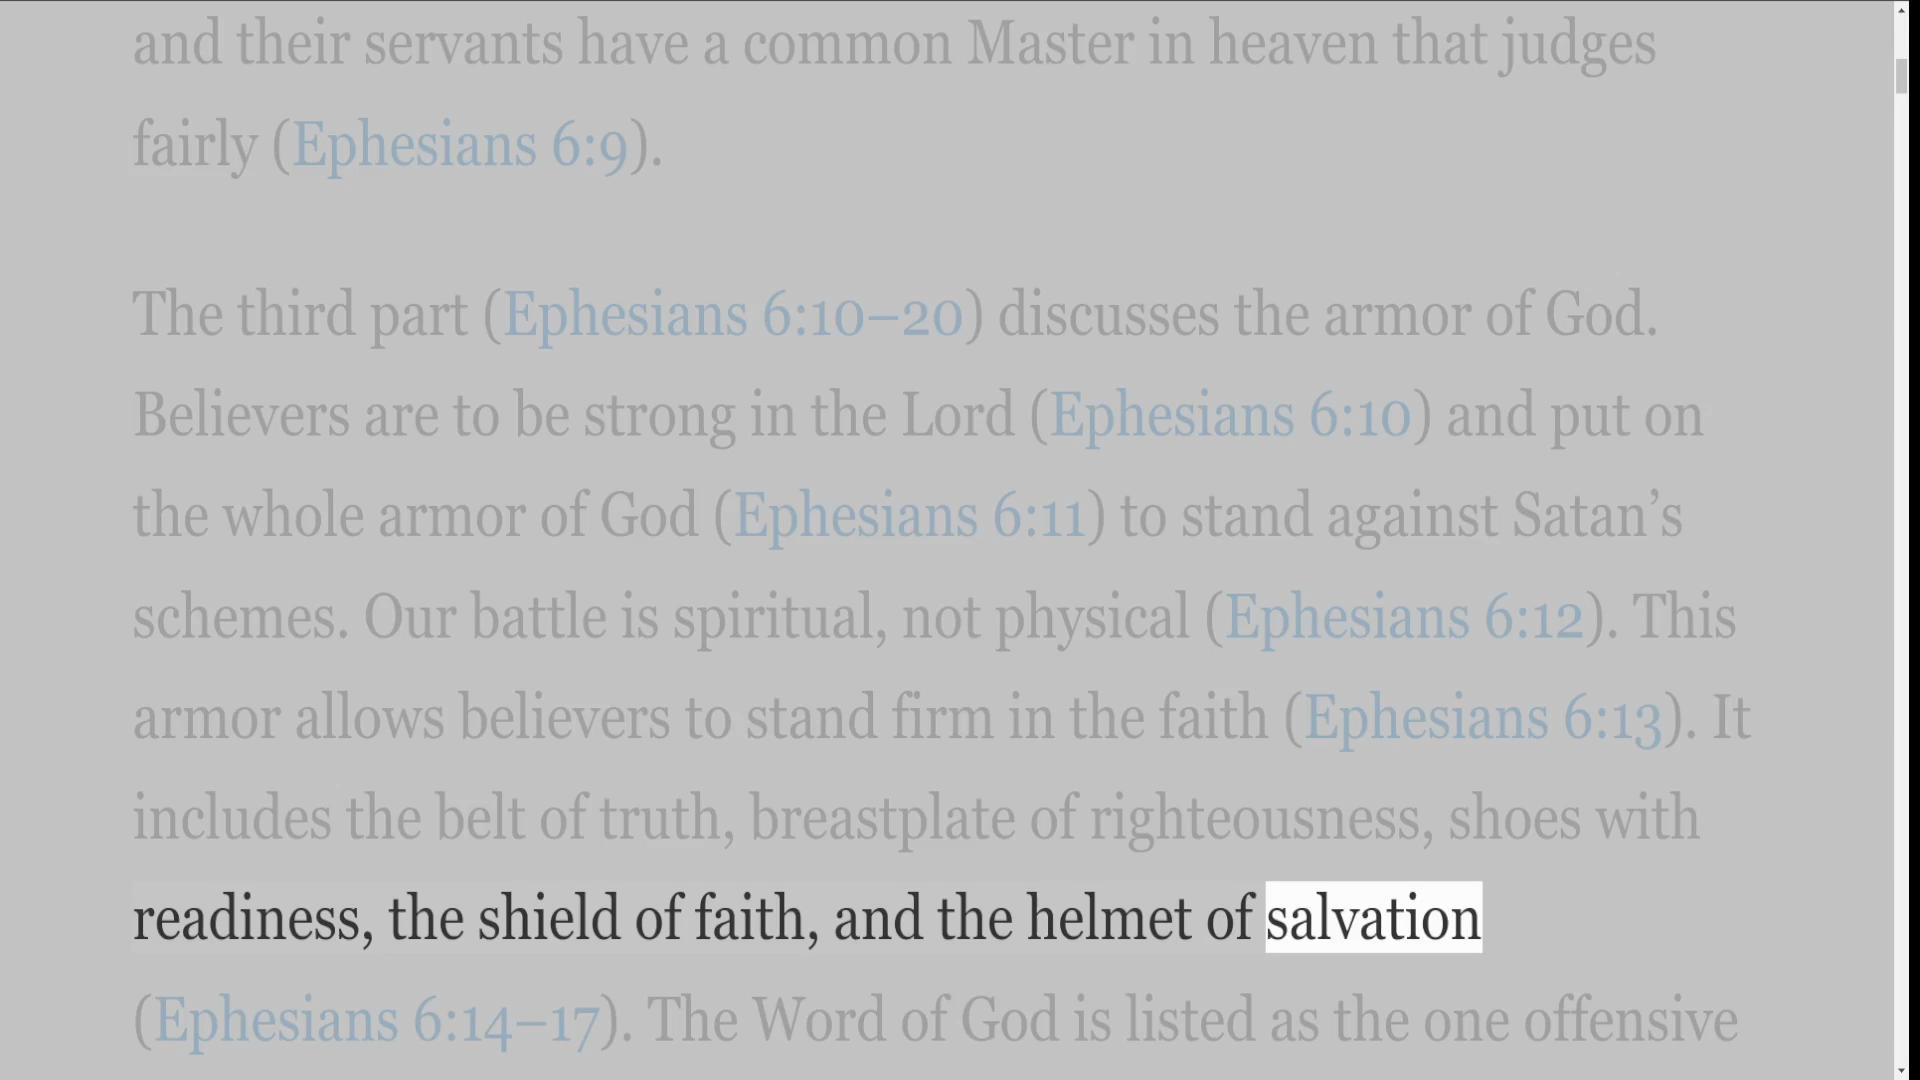 and their servants have a common Master in heaven that judges
fairly (Ephesians 6:9).
The third part (Ephesians 6:10–20) discusses the armor of God.
Believers are to be strong in the Lord (Ephesians 6:10) and put on
the whole armor of God (Ephesians 6:11) to stand against Satan’s
schemes. Our battle is spiritual, not physical (Ephesians 6:12). This
armor allows believers to stand firm in the faith (Ephesians 6:13). It
includes the belt of truth, breastplate of righteousness, shoes with
readiness, the shield of faith, and the helmet of salvation
(Ephesians 6:14–17). The Word of God is listed as the one offensive